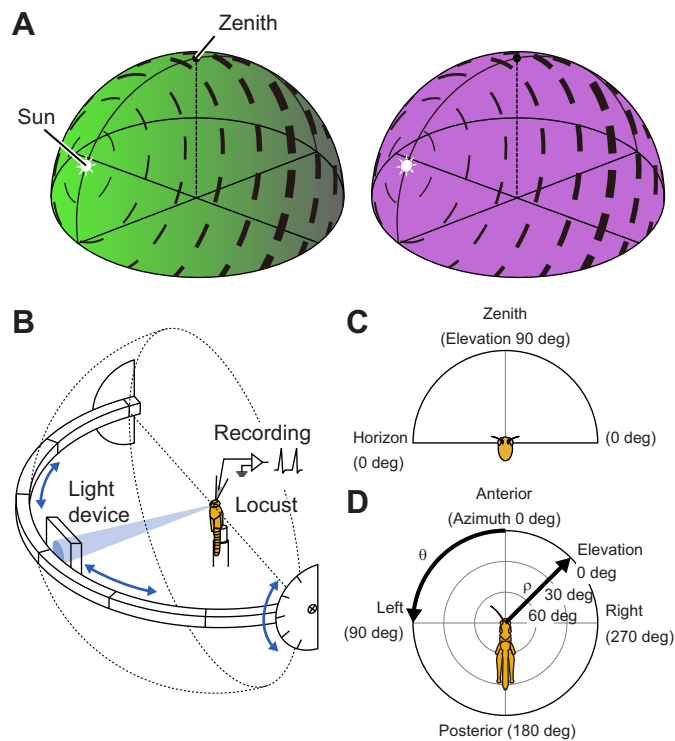 A
Zenith
Sun
B
Recording
Light
device
Locust
C
Zenith
(Elevation 90 deg)
Horizon
(0 deg)
(0 deg)
D
Anterior
(Azimuth 0 deg)
θ
Elevation
0 deg
ρ
30 deg
60 deg
Left
(90 deg)
Right
(270 deg)
Posterior (180 deg)